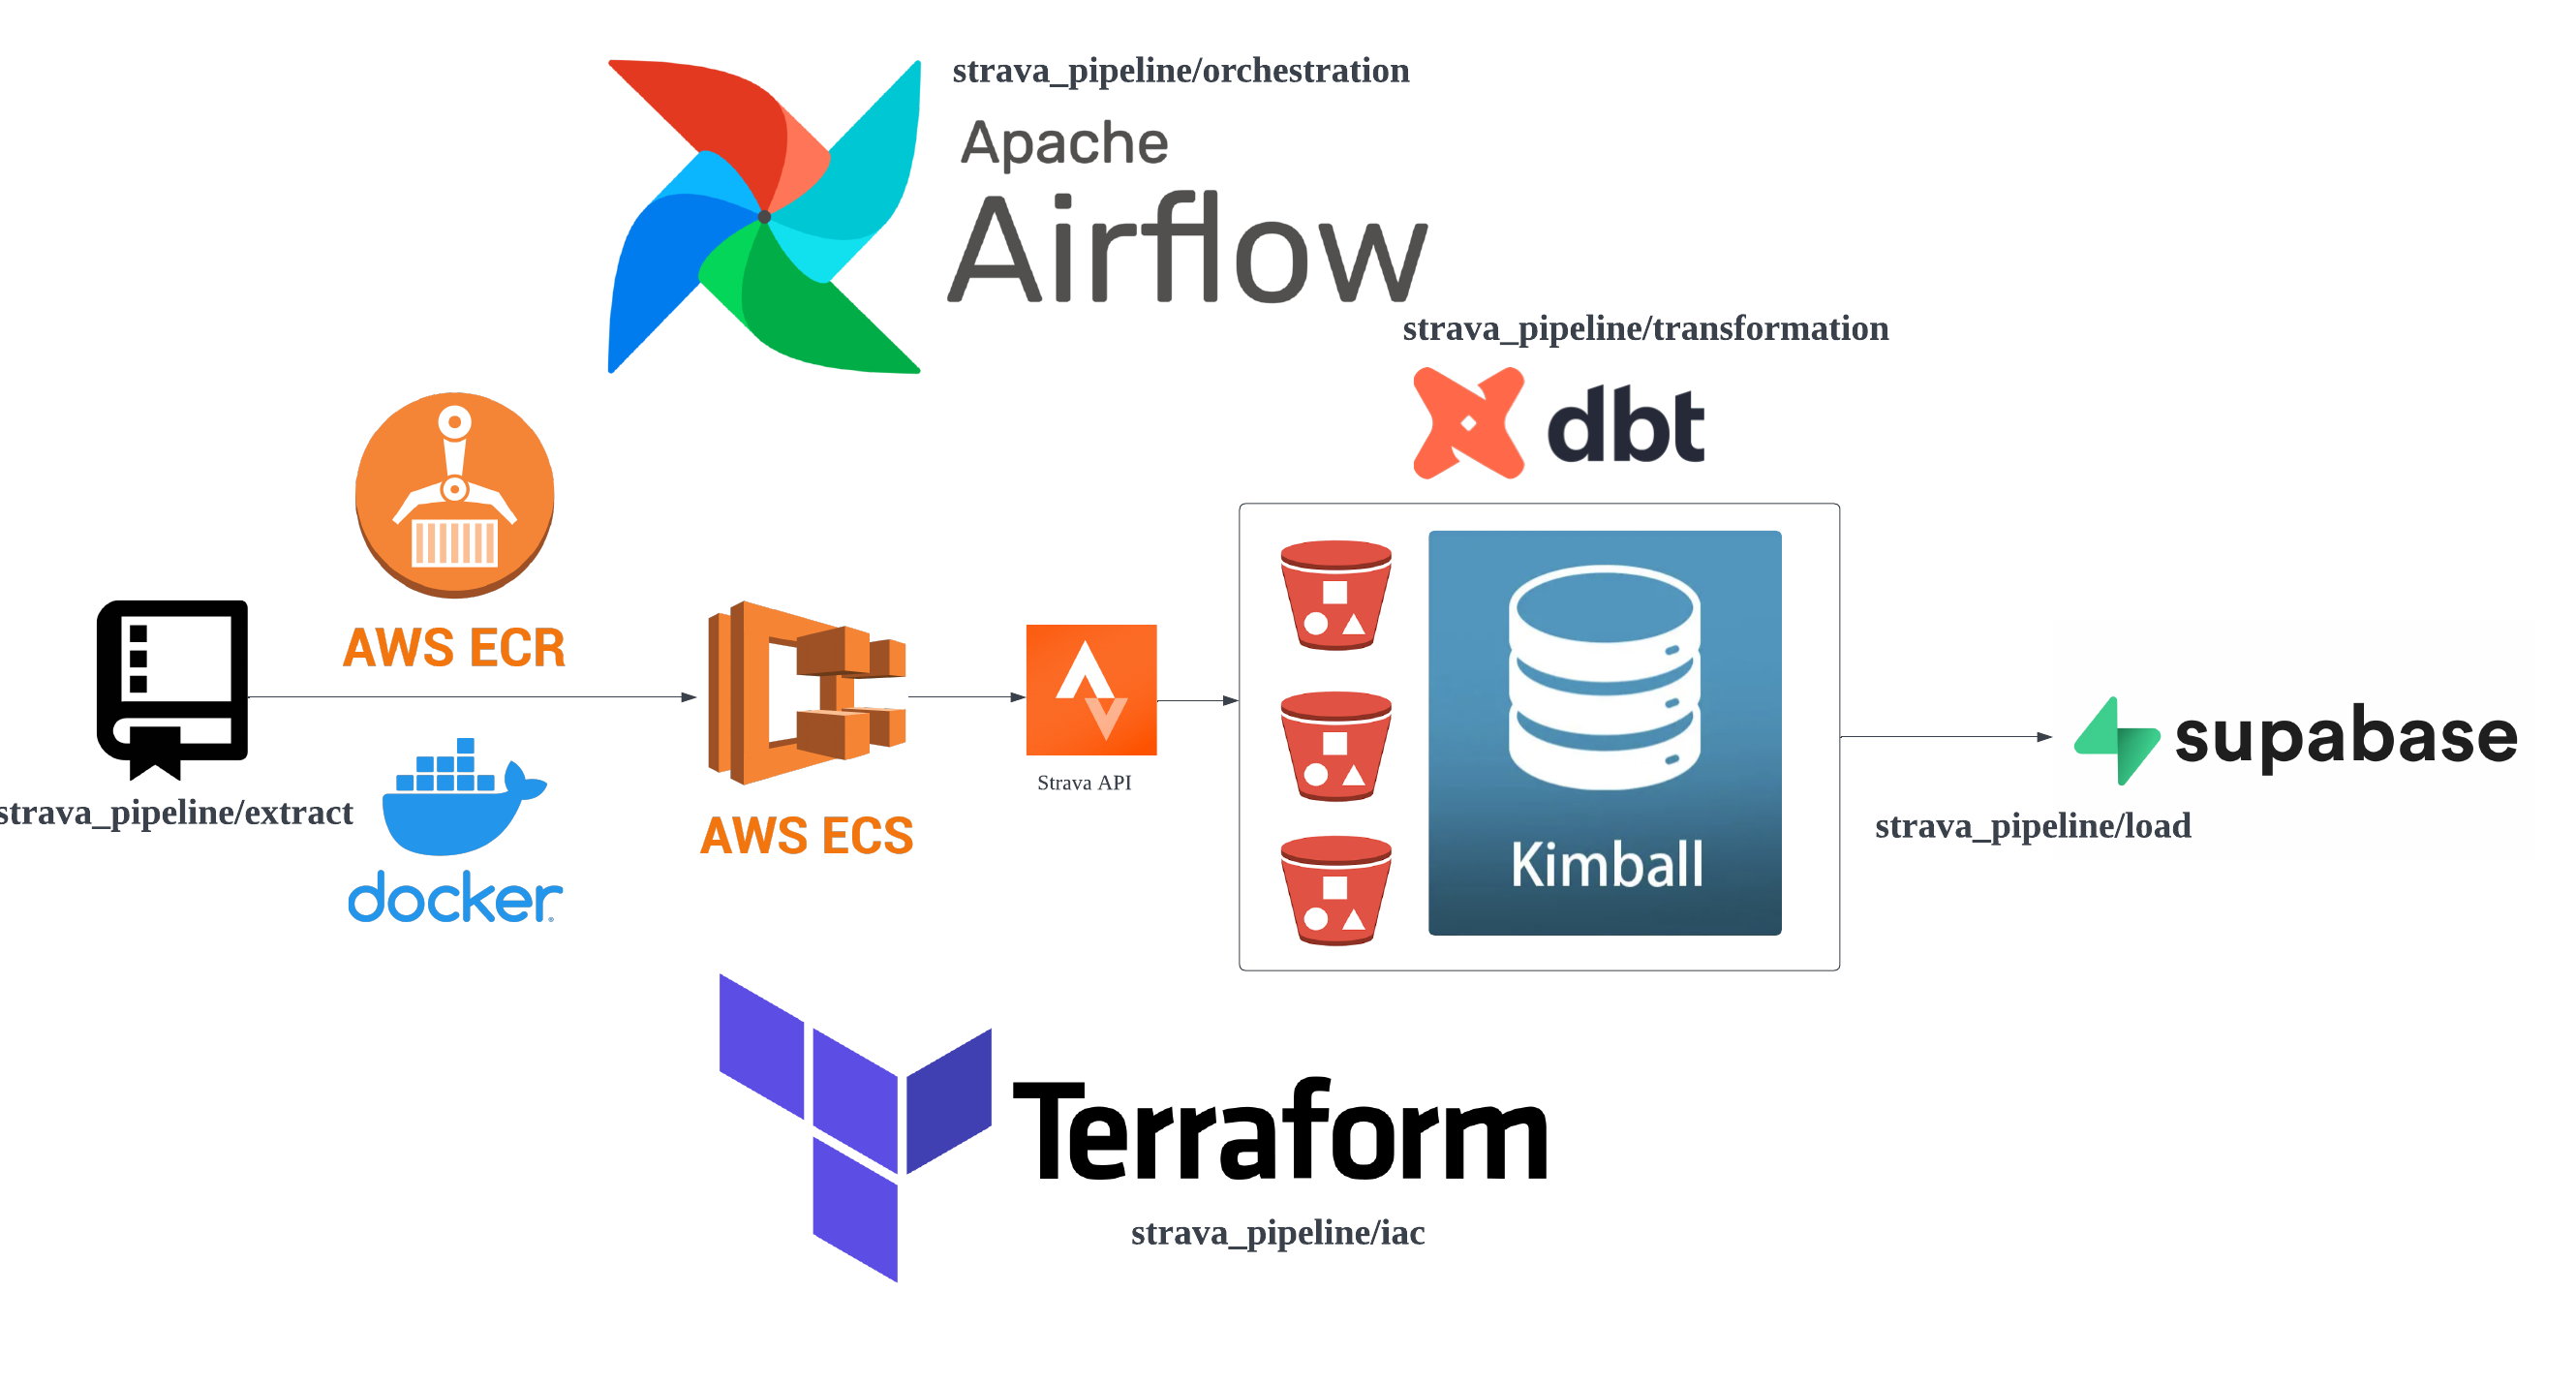 strava_pipeline/orchestration
Apache
Airflow
strava_pipeline/transformation
dbt
AWS ECR
strava_pipeline/extract
docker
AWS ECS
Strava API
Kimball
supabase
strava_pipeline/load
Terraform
strava_pipeline/iac